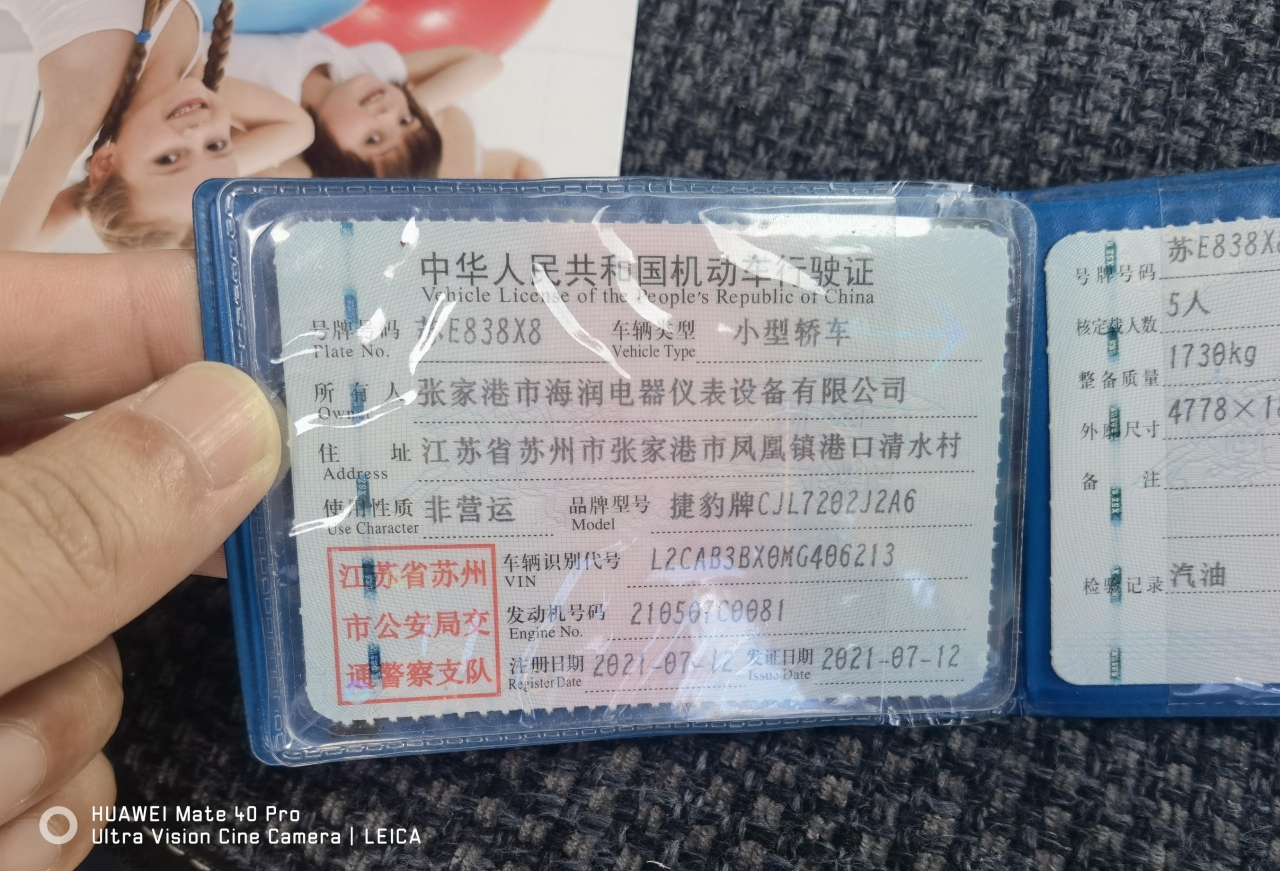 中华人民共和国机动车行驶证
Vehicle License of the People's Republic of China
号牌号码 苏E838X8 车辆类型 小型轿车
Plate No. Vehicle Type
所有人 张家港市海润电器仪表设备有限公司
Owner
住址 江苏省苏州市张家港市凤凰镇港口清水村
Address
使用性质 非营运 品牌型号 捷豹牌CJL7202J2A6
Use Character Model
江苏省苏州
市公安局交
通警察支队
车辆识别代号 L2CAB3BX0MG406213
VIN
发动机号码 210507C0081
Engine No.
注册日期 2021-07-12 发证日期 2021-07-12
Register Date Issue Date
号牌号码 苏E838X
核定载人数 5人
整备质量 1730kg
外廓尺寸 4778×1
备注
检验记录 汽油
HUAWEI Mate 40 Pro
Ultra Vision Cine Camera | LEICA